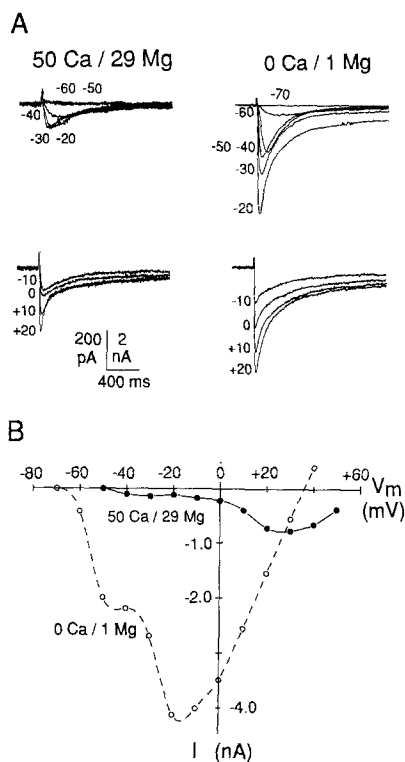 A
50 Ca / 29 Mg
0 Ca / 1 Mg
-60 -50
-40
-30 -20
-70
-60
-50 -40
-30
-20
-10
0
+10
+20
200 pA
2 nA
400 ms
-10
0
+10
+20
B
-80 -60 -40 -20 0 +20 +60 Vm (mV)
50 Ca / 29 Mg
-1.0
0 Ca / 1 Mg
-2.0
-4.0
I (nA)